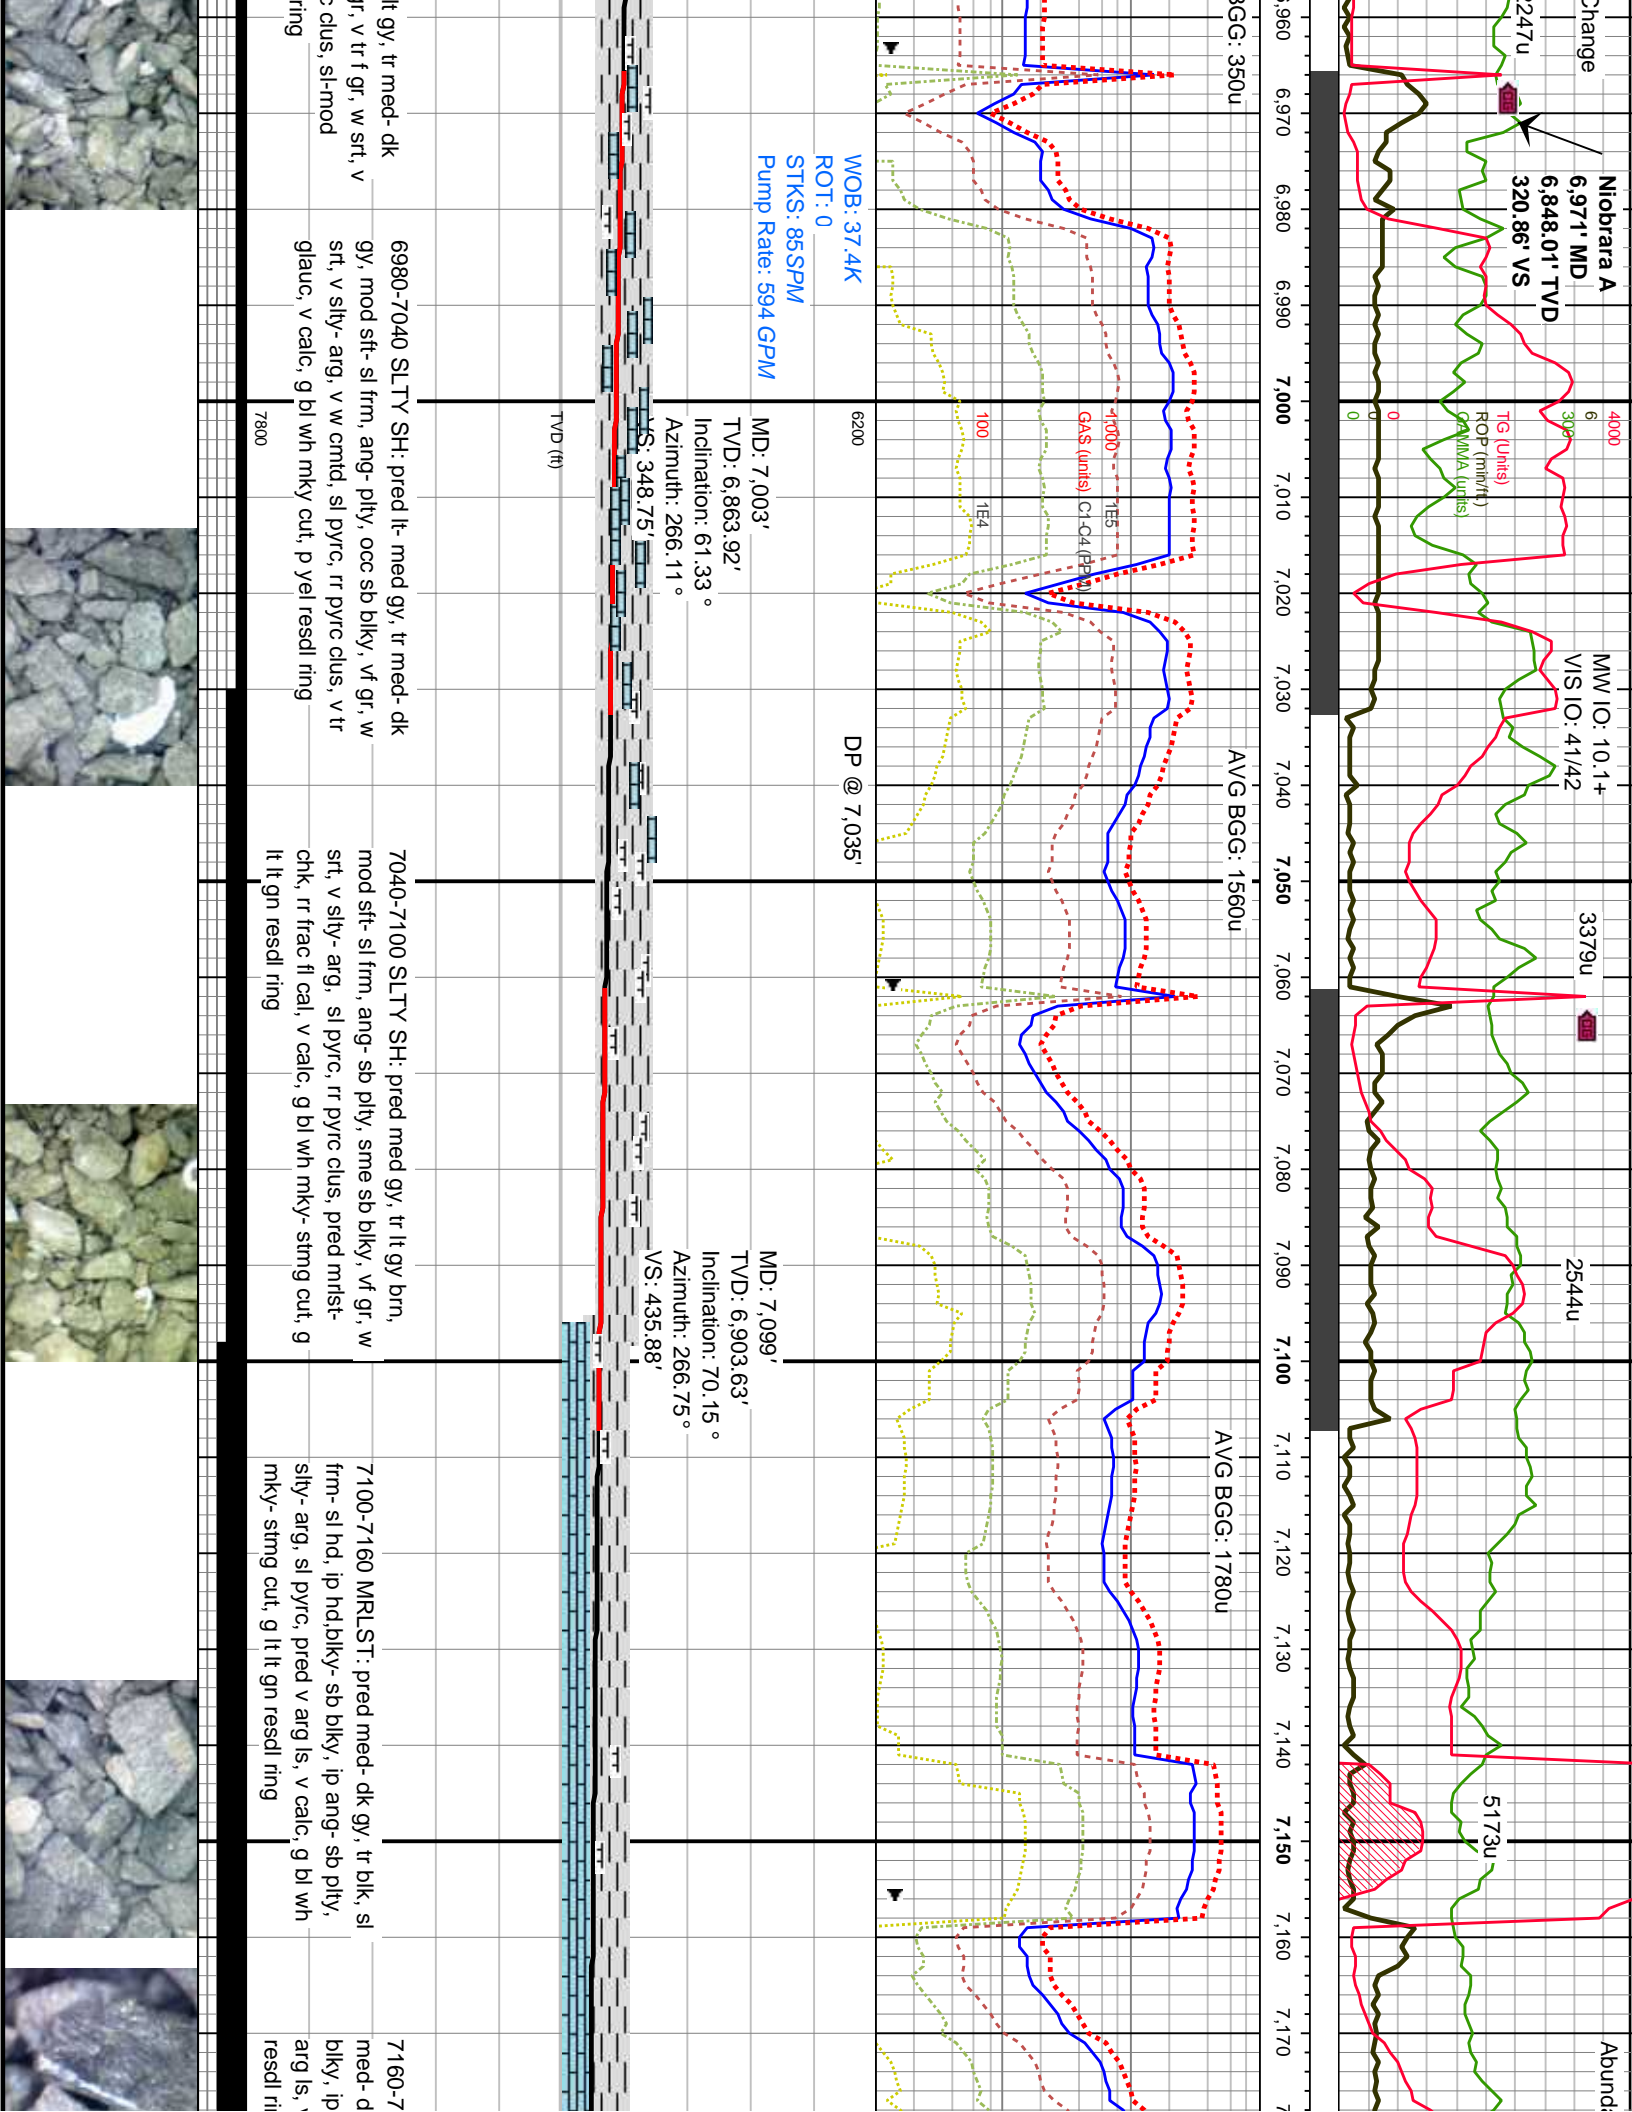 Change
2247u
Niobrara A
6,971' MD
6,848.01' TVD
320.86' VS
MW IO: 10.1+
VIS IO: 41/42
3379u
2544u
5173u
4000
6
300
TG (Units)
ROP (min/ft)
GAMMA (units)
0
0
0
6,960
6,970
6,980
6,990
7,000
7,010
7,020
7,030
7,040
7,050
7,060
7,070
7,080
7,090
7,100
7,110
7,120
7,130
7,140
7,150
7,160
7,170
BGG: 350u
AVG BGG: 1560u
AVG BGG: 1780u
1,000
1E5
GAS (units)
C1-C4 (PPM)
100
1E4
6200
WOB: 37.4K
ROT: 0
STKS: 85SPM
Pump Rate: 594 GPM
DP @ 7,035'
MD: 7,003'
TVD: 6,863.92'
Inclination: 61.33 °
Azimuth: 266.11°
VS: 348.75'
MD: 7,099'
TVD: 6,903.63'
Inclination: 70.15 °
Azimuth: 266.75°
VS: 435.88'
TVD (ft)
7800
lt gy, tr med- dk
gr, v tr f gr, w srt, v
c clus, sl-mod
ring
6980-7040 SLTY SH: pred lt- med gy, tr med- dk
gy, mod sft- sl frm, ang- plty, occ sb blky, vf gr, w
srt, v slty- arg, v w cmtd, sl pyrc, rr pyrc clus, v tr
glauc, v calc, g bl wh mky cut, p yel resdl ring
7040-7100 SLTY SH: pred med gy, tr lt gy brn,
mod sft- sl frm, ang- sb plty, sme sb blky, vf gr, w
srt, v slty- arg, sl pyrc, rr pyrc clus, pred mrlst-
chk, rr frac fl cal, v calc, g bl wh mky- stmg cut, g
lt lt gn resdl ring
7100-7160 MRLST: pred med- dk gy, tr blk, sl
frm- sl hd, ip hd,blky- sb blky, ip ang- sb plty,
slty- arg, sl pyrc, pred v arg ls, v calc, g bl wh
mky- stmg cut, g lt lt gn resdl ring
7160-7
med- d
blky, ip
arg ls, v
resdl ri
Abunda